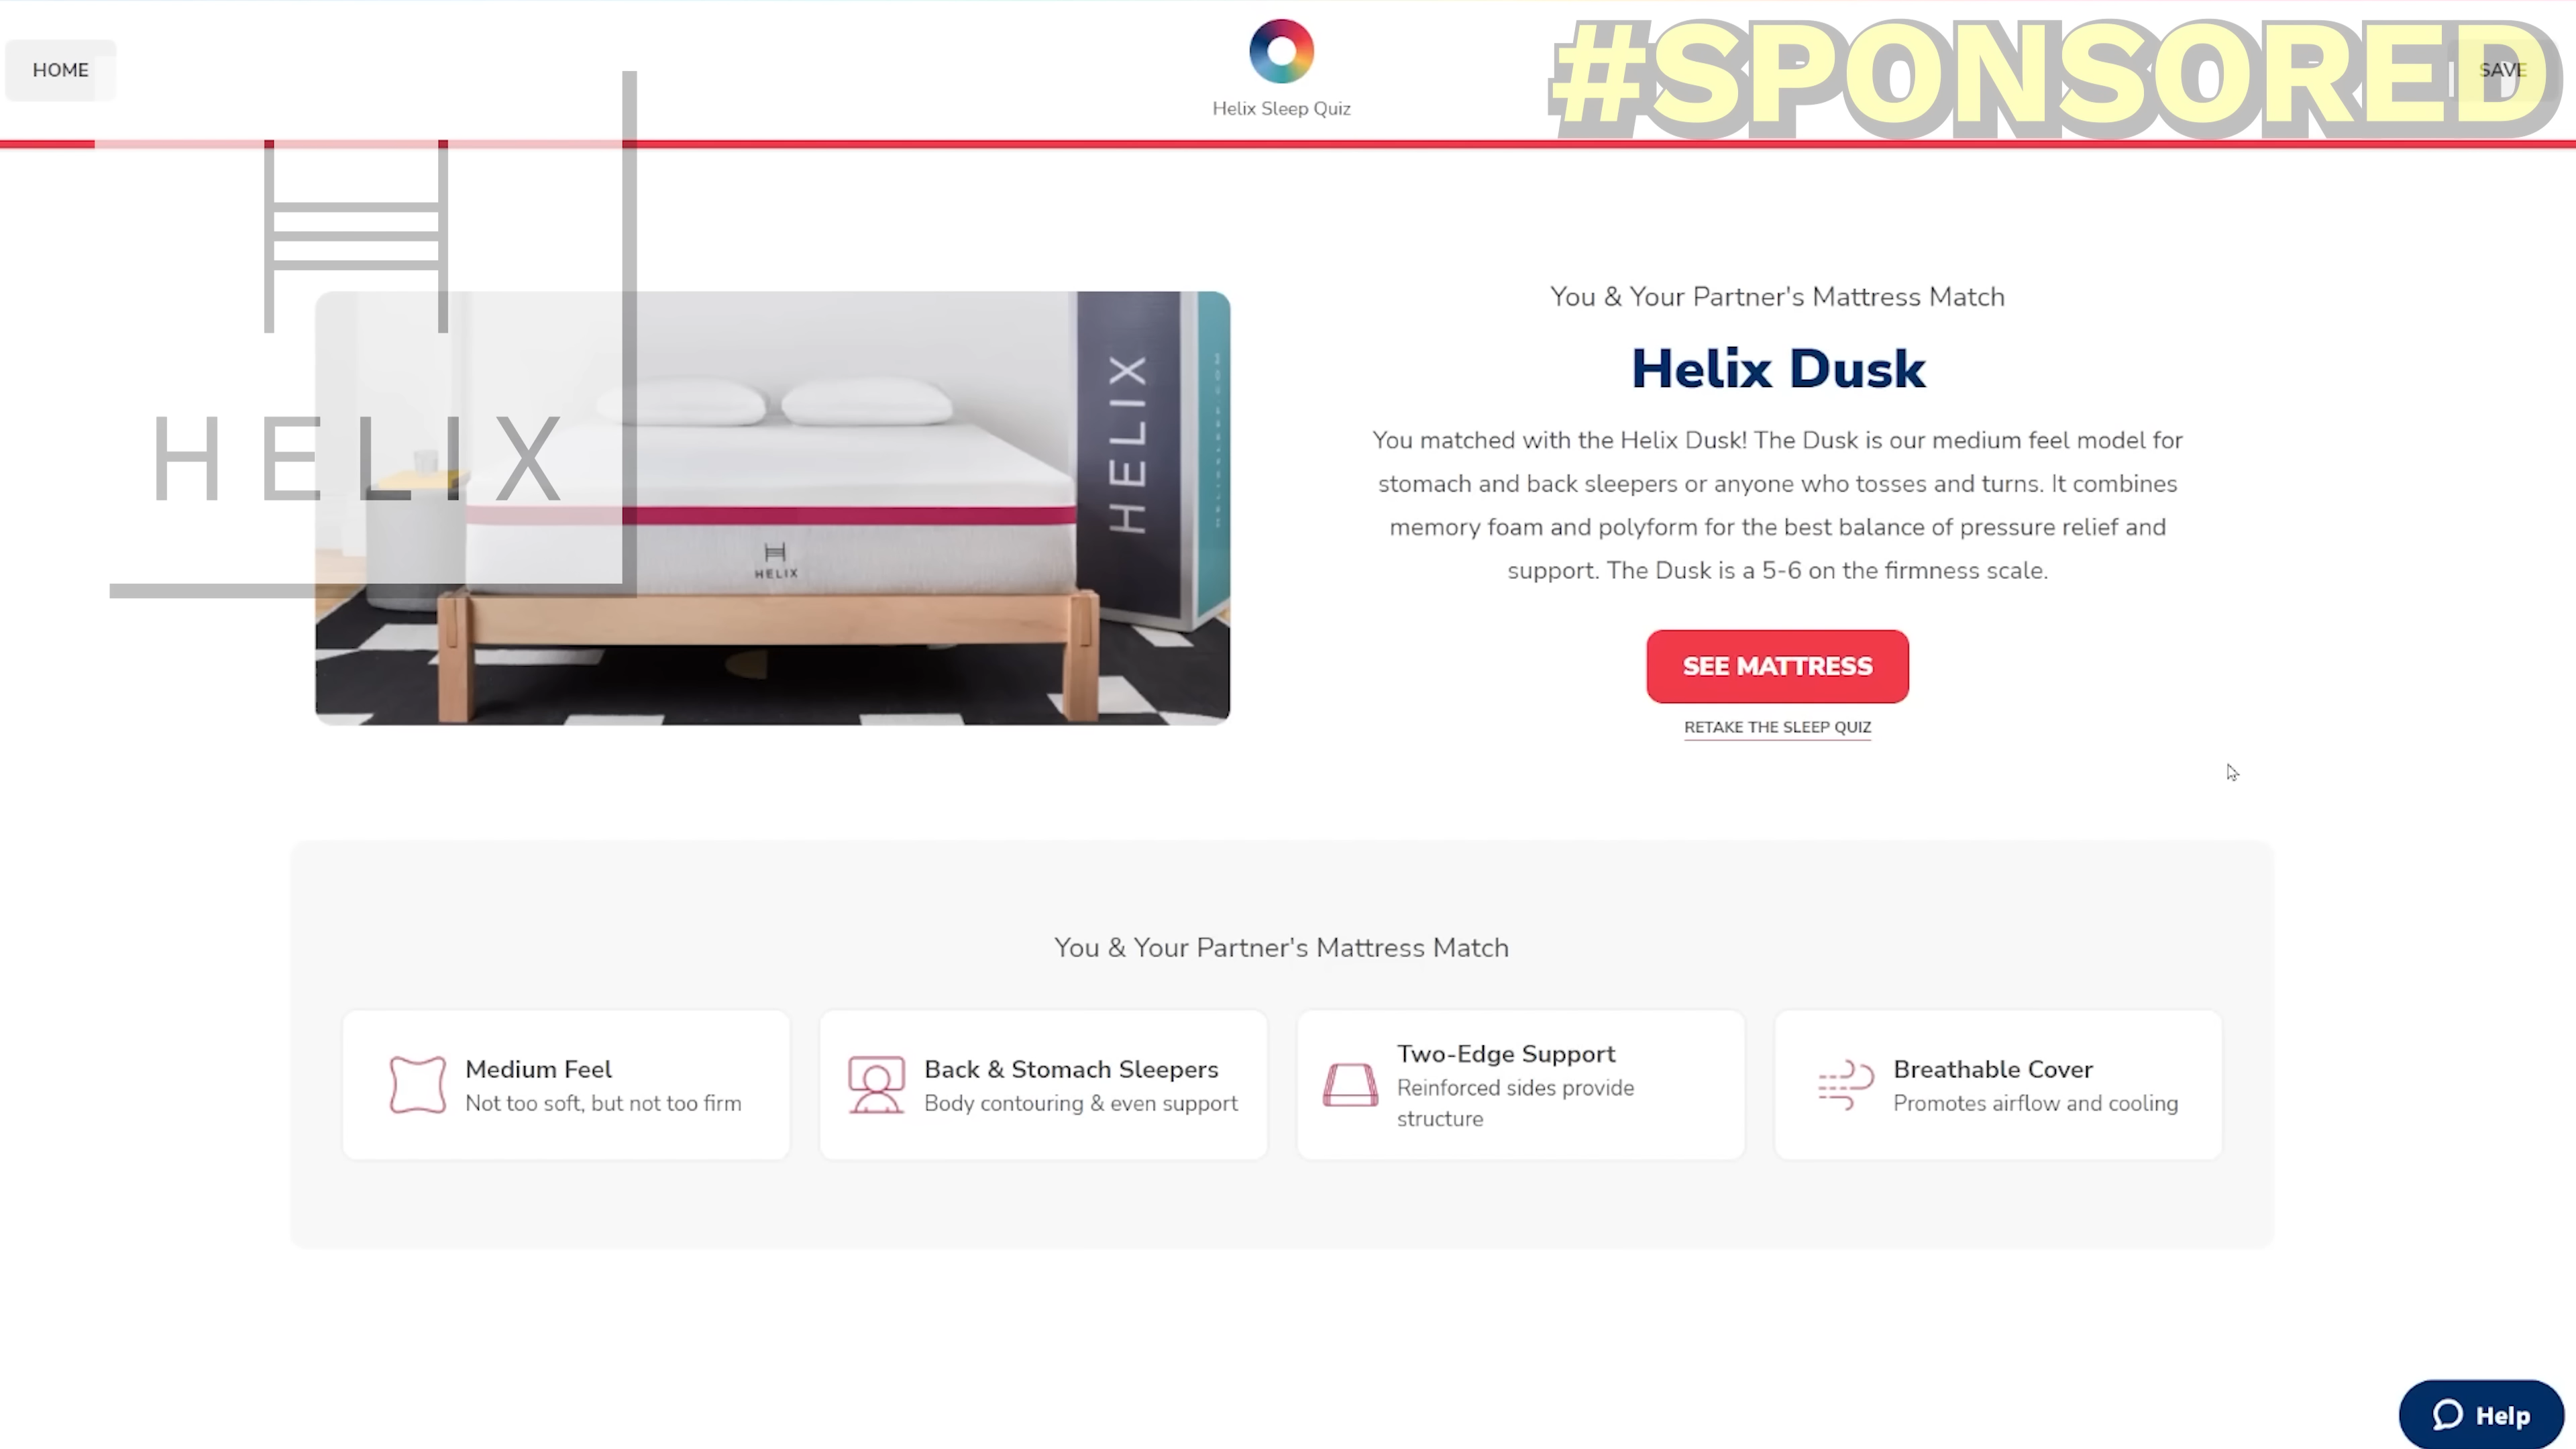 HOME
Helix Sleep Quiz
#SPONSORED
SAVE
HELIX
HELIX
HELIX
You & Your Partner's Mattress Match
Helix Dusk
You matched with the Helix Dusk! The Dusk is our medium feel model for
stomach and back sleepers or anyone who tosses and turns. It combines
memory foam and polyform for the best balance of pressure relief and
support. The Dusk is a 5-6 on the firmness scale.
SEE MATTRESS
RETAKE THE SLEEP QUIZ
You & Your Partner's Mattress Match
Medium Feel
Not too soft, but not too firm
Back & Stomach Sleepers
Body contouring & even support
Two-Edge Support
Reinforced sides provide
structure
Breathable Cover
Promotes airflow and cooling
Help